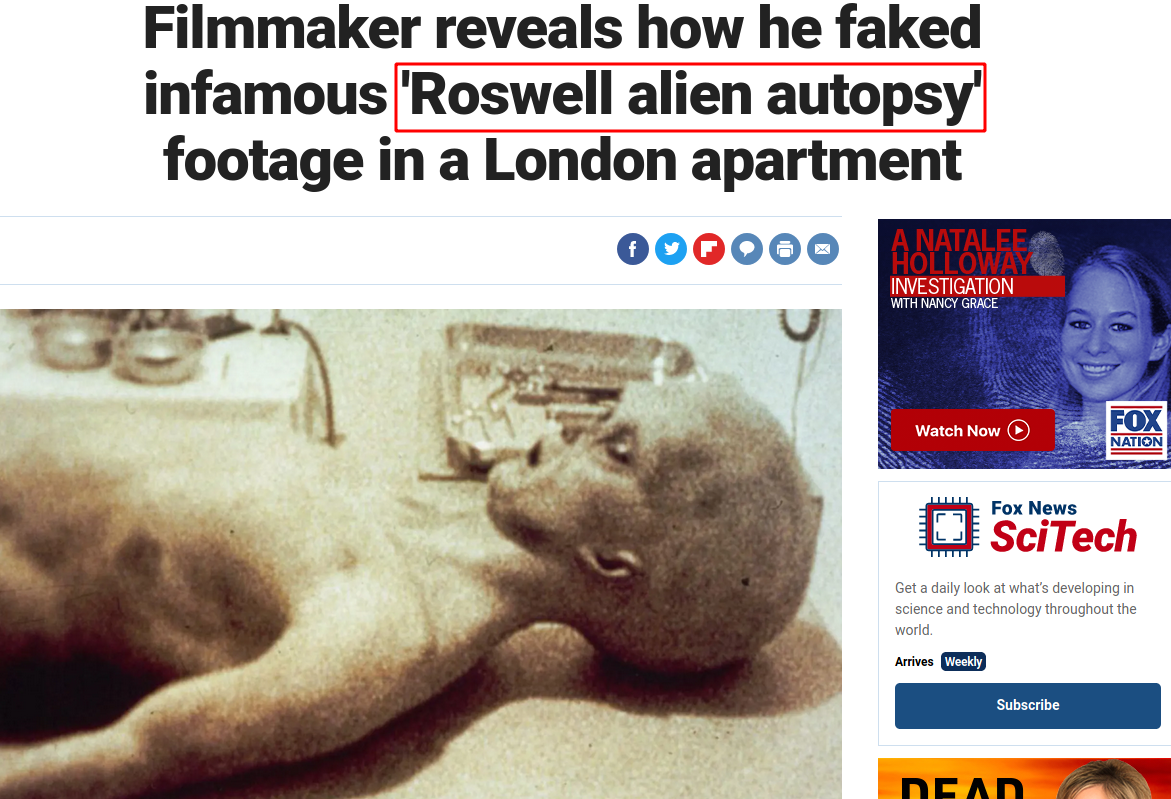 Filmmaker reveals how he faked
infamous 'Roswell alien autopsy'
footage in a London apartment
A NATALEE
HOLLOWAY
INVESTIGATION
WITH NANCY GRACE
Watch Now
FOX
NATION
Fox News
SciTech
Get a daily look at what's developing in
science and technology throughout the
world.
Arrives Weekly
Subscribe
DEAD